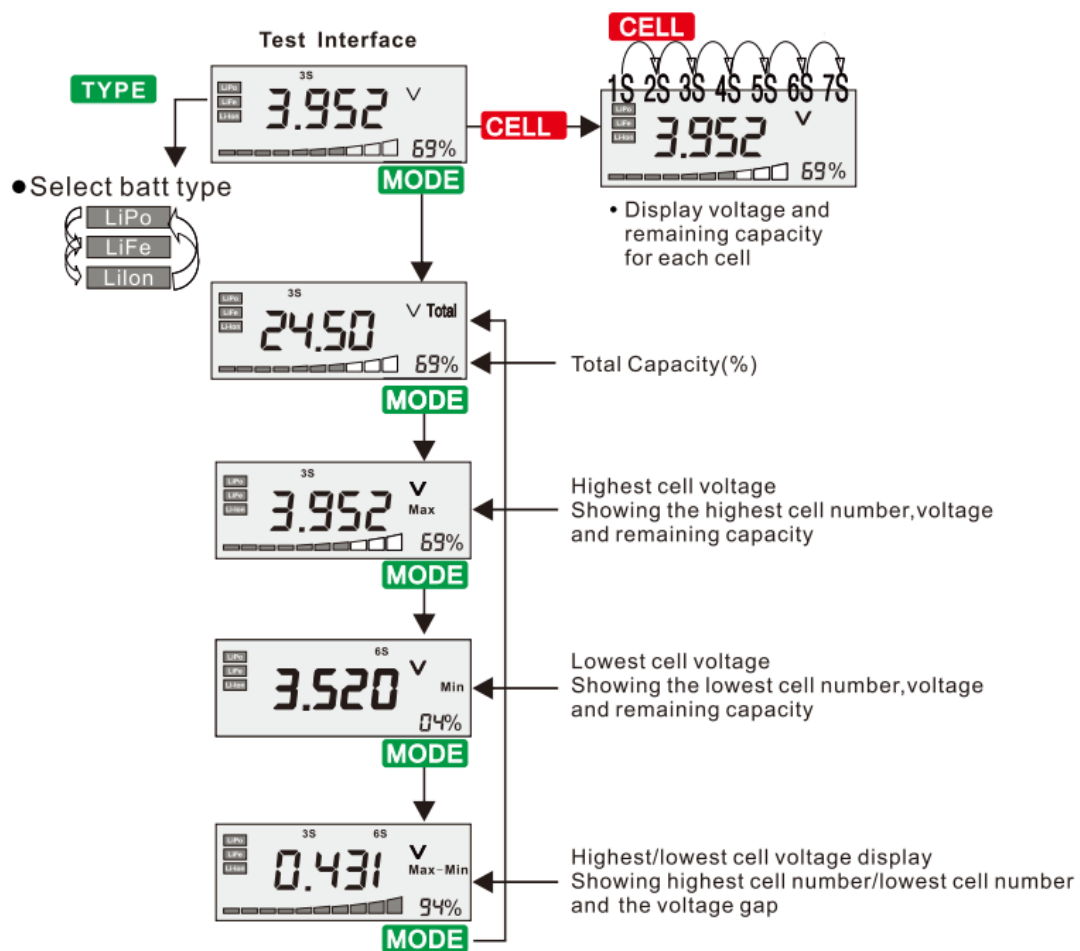 CELL
Test Interface
TYPE
3S
LiPo
LiFe
Li-Ion
3.952 V
69%
CELL
1S 2S 3S 4S 5S 6S 7S
LiPo
LiFe
Li-Ion
3.952 V
69%
MODE
●Select batt type
LiPo
LiFe
LiIon
• Display voltage and
remaining capacity
for each cell
3S
LiPo
LiFe
Li-Ion
24.50 V Total
69%
Total Capacity(%)
MODE
3S
LiPo
LiFe
Li-Ion
3.952 V
Max
69%
Highest cell voltage
Showing the highest cell number,voltage
and remaining capacity
MODE
6S
LiPo
LiFe
Li-Ion
3.520 V
Min
04%
Lowest cell voltage
Showing the lowest cell number,voltage
and remaining capacity
MODE
3S 6S
LiPo
LiFe
Li-Ion
0.431 V
Max-Min
94%
Highest/lowest cell voltage display
Showing highest cell number/lowest cell number
and the voltage gap
MODE